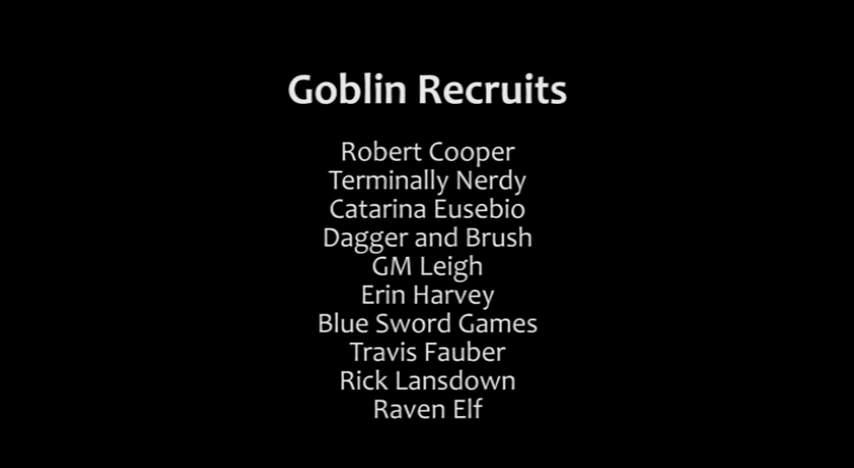 Goblin Recruits
Robert Cooper
Terminally Nerdy
Catarina Eusebio
Dagger and Brush
GM Leigh
Erin Harvey
Blue Sword Games
Travis Fauber
Rick Lansdown
Raven Elf